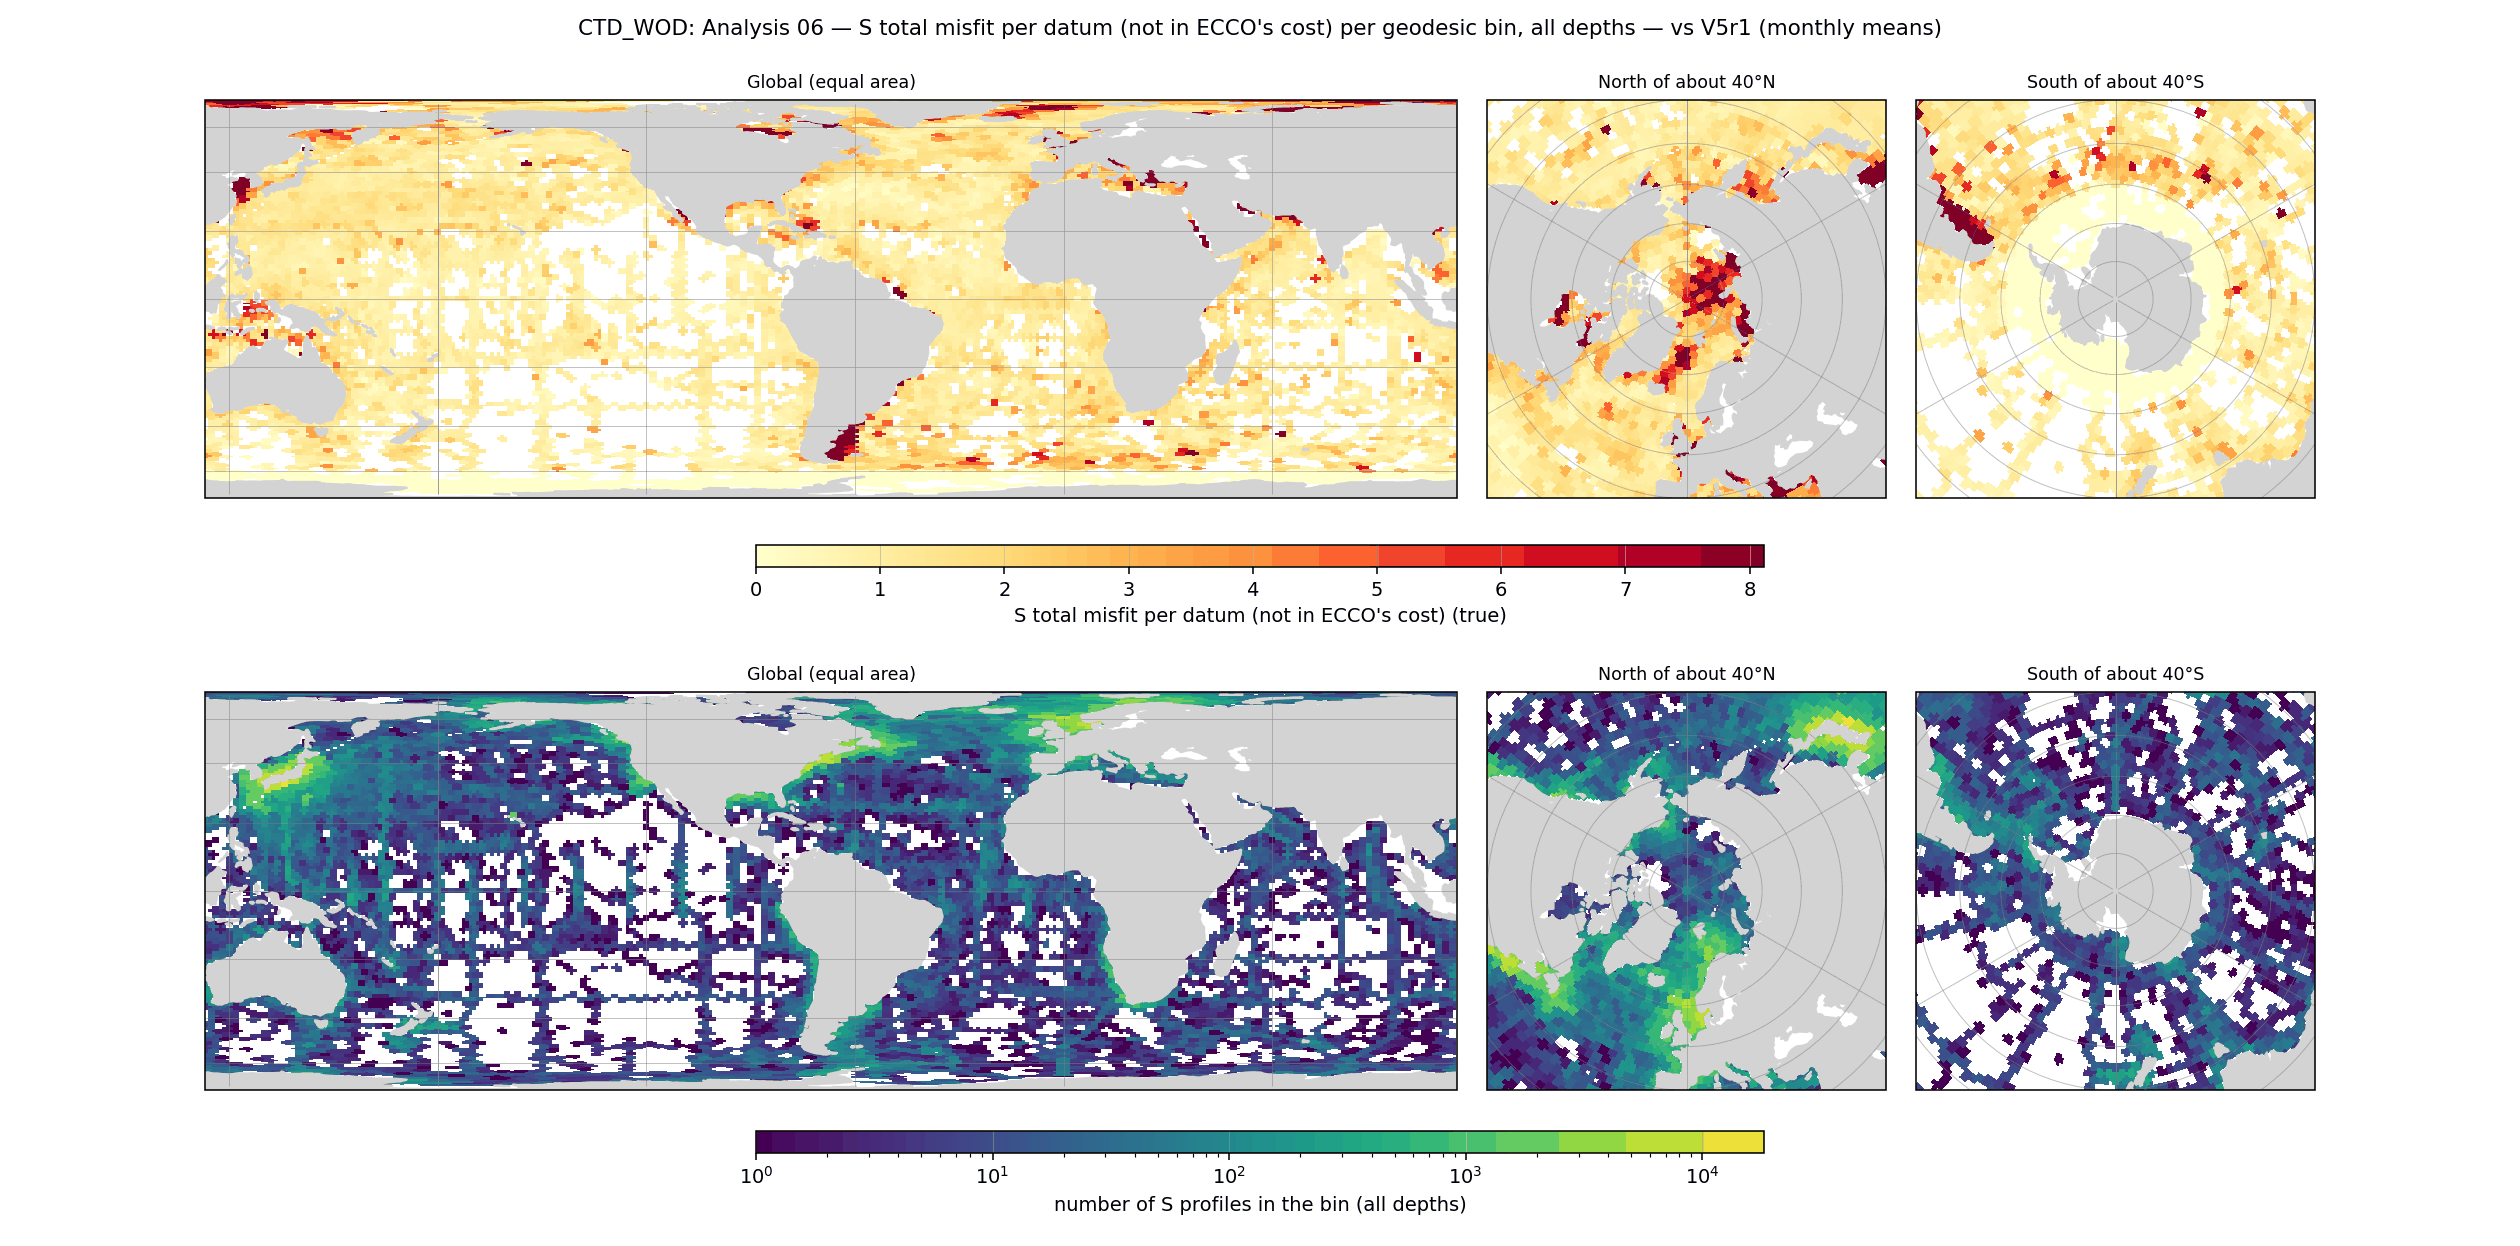 CTD_WOD: Analysis 06 — S total misfit per datum (not in ECCO's cost) per geodesic bin, all depths — vs V5r1 (monthly means)
Global (equal area)
North of about 40°N
South of about 40°S
0 1 2 3 4 5 6 7 8
S total misfit per datum (not in ECCO's cost) (true)
Global (equal area)
North of about 40°N
South of about 40°S
10⁰ 10¹ 10² 10³ 10⁴
number of S profiles in the bin (all depths)